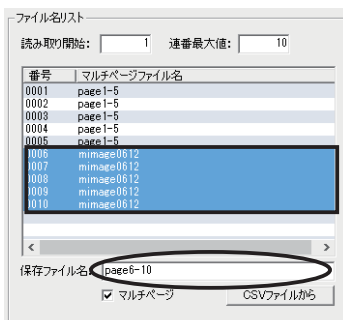 ファイル名リスト
読み取り開始: 1 連番最大値: 10
番号 マルチページファイル名
0001 page1-5
0002 page1-5
0003 page1-5
0004 page1-5
0005 page1-5
0006 mimage0612
0007 mimage0612
0008 mimage0612
0009 mimage0612
0010 mimage0612
保存ファイル名: page6-10
マルチページ CSVファイルから